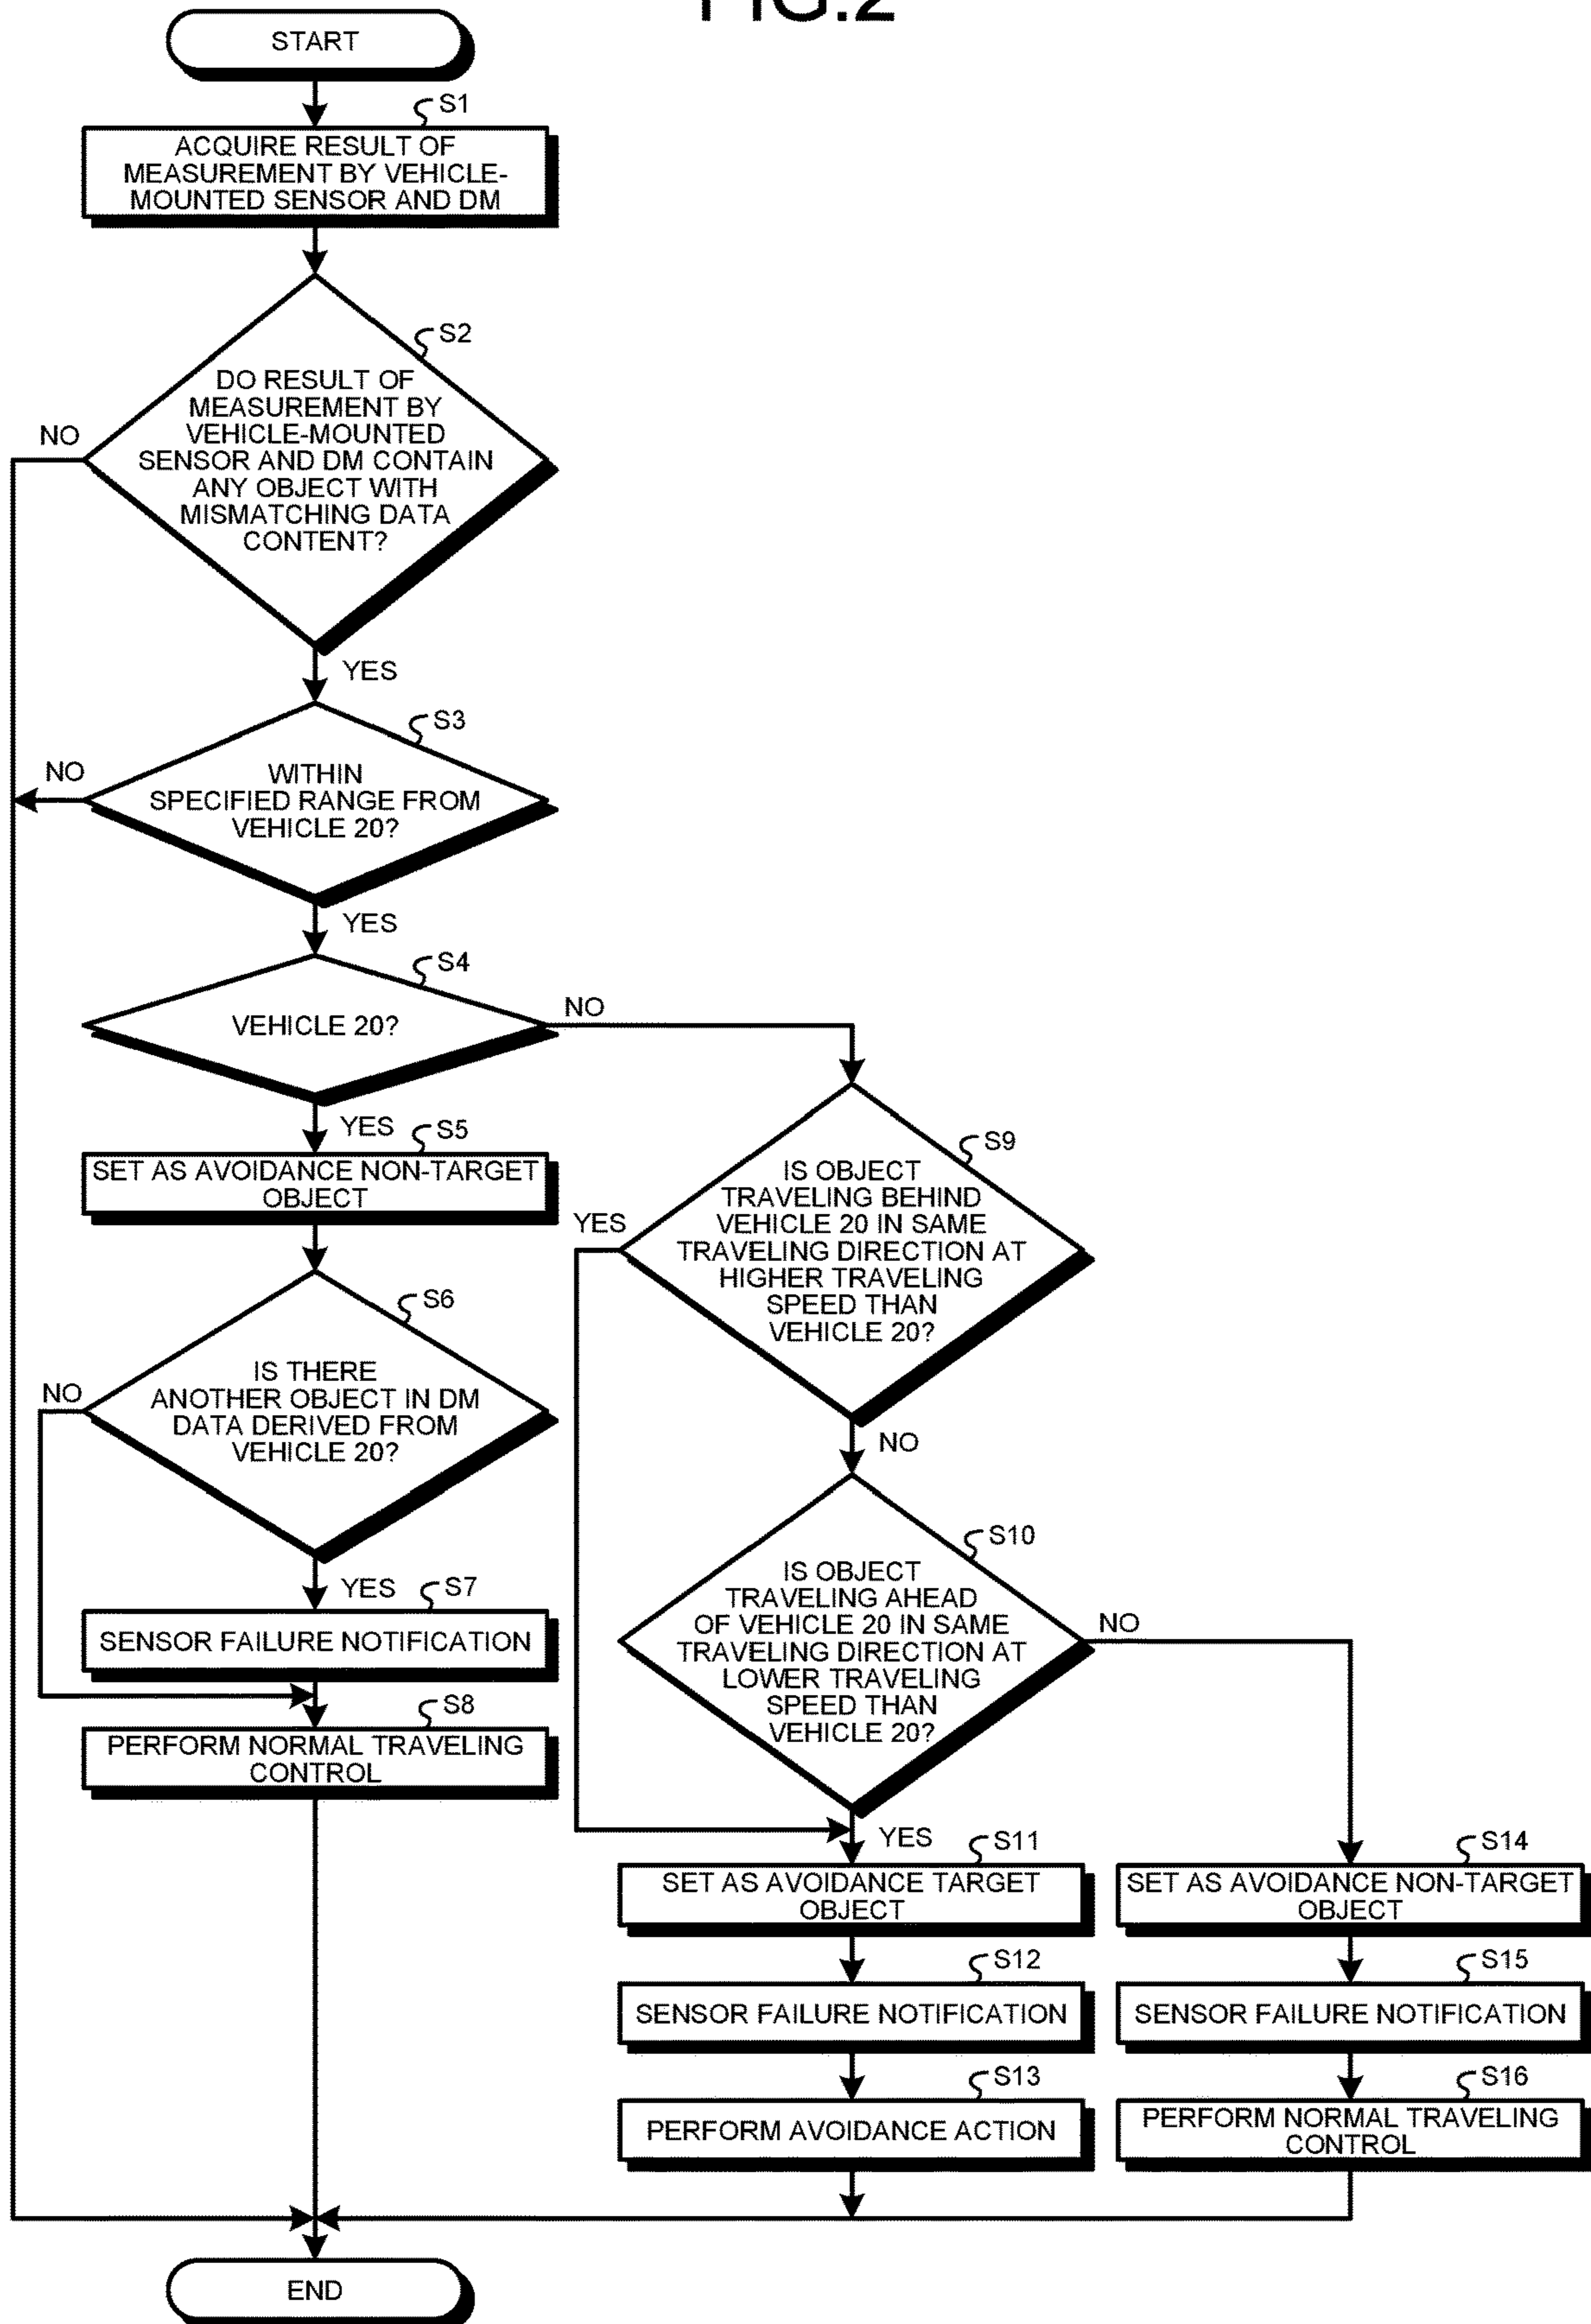 FIG.2
START
S1
ACQUIRE RESULT OF
MEASUREMENT BY VEHICLE-
MOUNTED SENSOR AND DM
S2
DO RESULT OF
MEASUREMENT BY
VEHICLE-MOUNTED
SENSOR AND DM CONTAIN
ANY OBJECT WITH
MISMATCHING DATA
CONTENT?
NO
YES
S3
WITHIN
SPECIFIED RANGE FROM
VEHICLE 20?
NO
YES
S4
VEHICLE 20?
NO
YES
S5
SET AS AVOIDANCE NON-TARGET
OBJECT
S6
IS THERE
ANOTHER OBJECT IN DM
DATA DERIVED FROM
VEHICLE 20?
NO
YES
S7
SENSOR FAILURE NOTIFICATION
S8
PERFORM NORMAL TRAVELING
CONTROL
S9
IS OBJECT
TRAVELING BEHIND
VEHICLE 20 IN SAME
TRAVELING DIRECTION AT
HIGHER TRAVELING
SPEED THAN
VEHICLE 20?
YES
NO
S10
IS OBJECT
TRAVELING AHEAD
OF VEHICLE 20 IN SAME
TRAVELING DIRECTION AT
LOWER TRAVELING
SPEED THAN
VEHICLE 20?
NO
YES
S11
SET AS AVOIDANCE TARGET
OBJECT
S12
SENSOR FAILURE NOTIFICATION
S13
PERFORM AVOIDANCE ACTION
S14
SET AS AVOIDANCE NON-TARGET
OBJECT
S15
SENSOR FAILURE NOTIFICATION
S16
PERFORM NORMAL TRAVELING
CONTROL
END